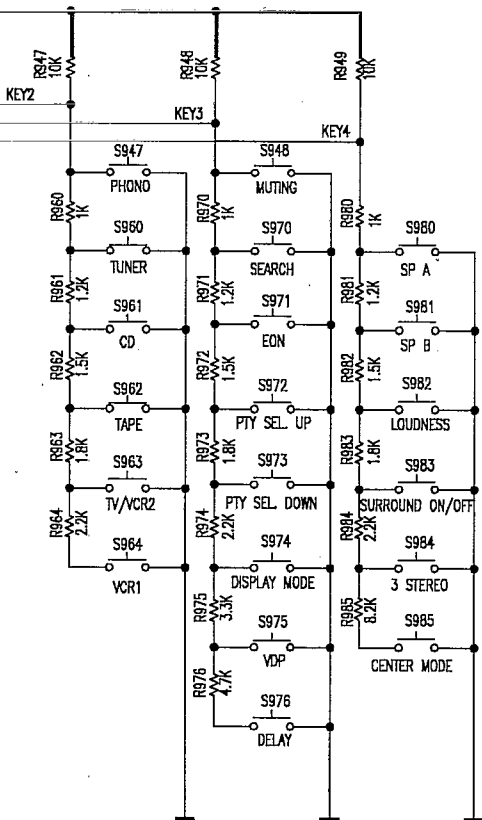 R947
10K
R948
10K
R949
10K
KEY2
KEY3
KEY4
S947
PHONO
R960
1K
S960
TUNER
R961
1.2K
S961
CD
R962
1.5K
S962
TAPE
R963
1.8K
S963
TV/VCR2
R964
2.2K
S964
VCR1
S948
MUTING
R970
1K
S970
SEARCH
R971
1.2K
S971
EON
R972
1.5K
S972
PTY SEL. UP
R973
1.8K
S973
PTY SEL. DOWN
R974
2.2K
S974
DISPLAY MODE
R975
3.3K
S975
VDP
R976
4.7K
S976
DELAY
R980
1K
S980
SP A
R981
1.2K
S981
SP B
R982
1.5K
S982
LOUDNESS
R983
1.8K
S983
SURROUND ON/OFF
R984
2.2K
S984
3 STEREO
R985
8.2K
S985
CENTER MODE